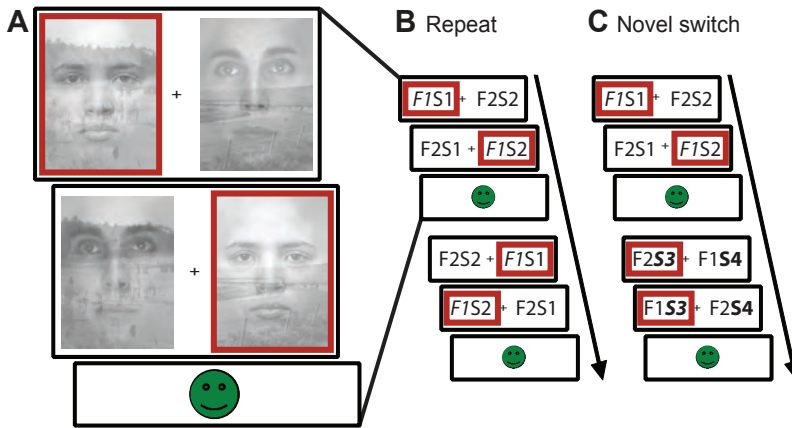 A
B Repeat
C Novel switch
+
+
F1S1 + F2S2
F2S1 + F1S2
F2S2 + F1S1
F1S2 + F2S1
F1S1 + F2S2
F2S1 + F1S2
F2S3 + F1S4
F1S3 + F2S4